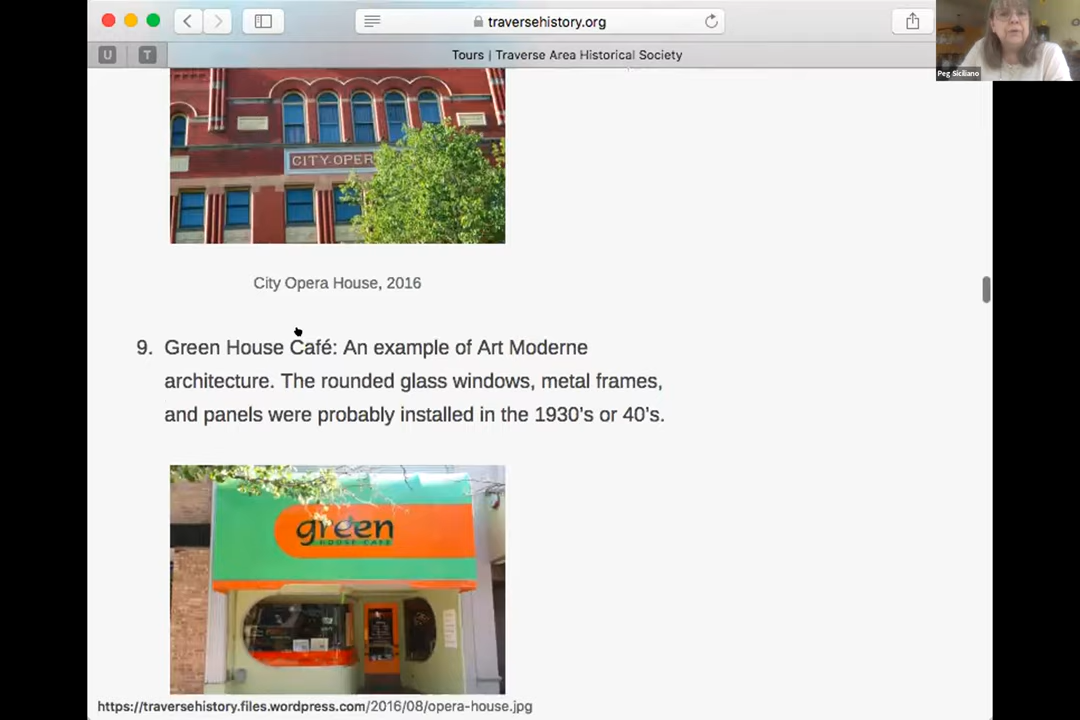 traversehistory.org
U
T
Tours | Traverse Area Historical Society
Peg Siciliano
CITY OPER
City Opera House, 2016
9. Green House Café: An example of Art Moderne
architecture. The rounded glass windows, metal frames,
and panels were probably installed in the 1930's or 40's.
green
HOUSE CAFE
https://traversehistory.files.wordpress.com/2016/08/opera-house.jpg